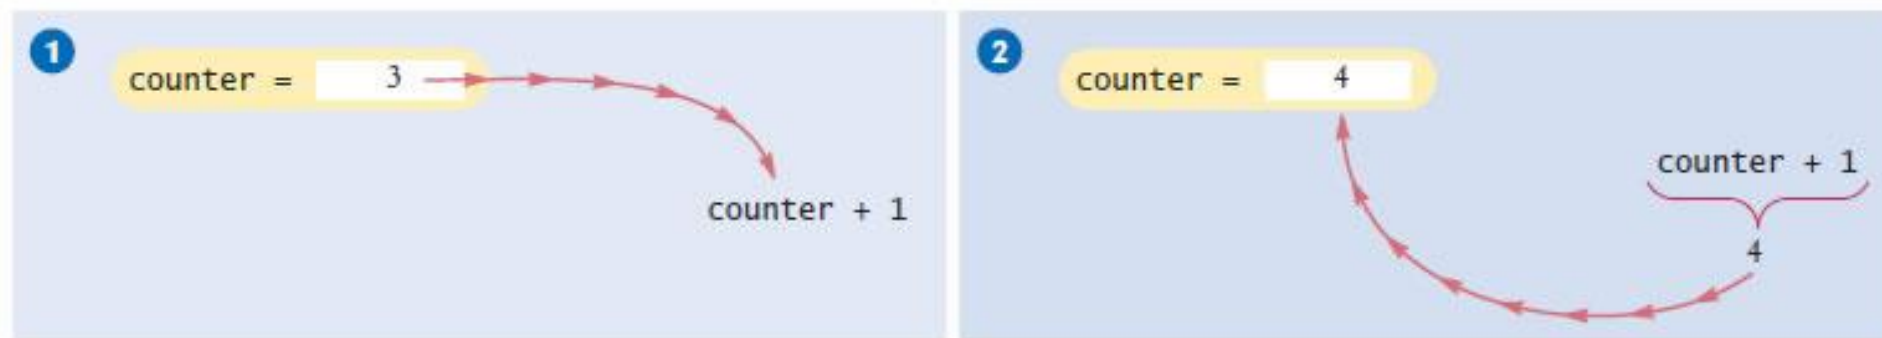 1
counter = 3
counter + 1
2
counter = 4
counter + 1
4